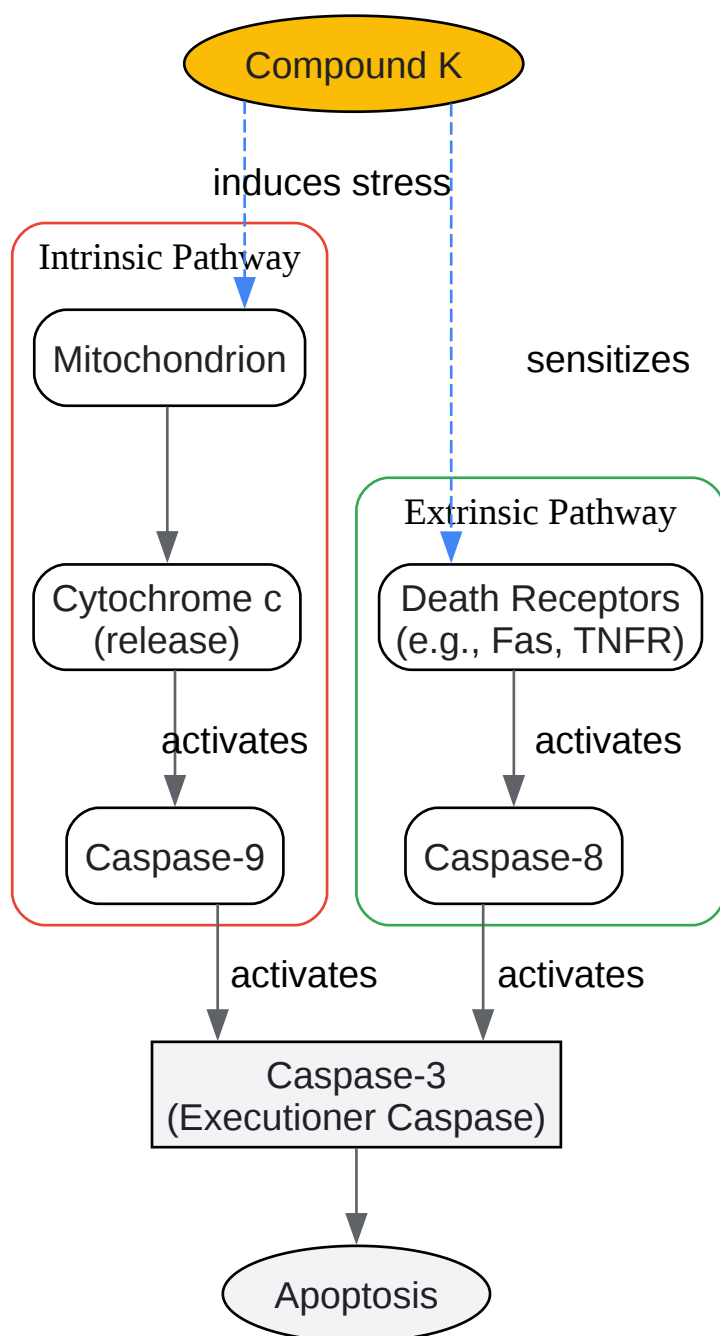 Compound K
induces stress
Intrinsic Pathway
Mitochondrion
sensitizes
Extrinsic Pathway
Cytochrome c
(release)
Death Receptors
(e.g., Fas, TNFR)
activates
activates
Caspase-9
Caspase-8
activates
activates
Caspase-3
(Executioner Caspase)
Apoptosis